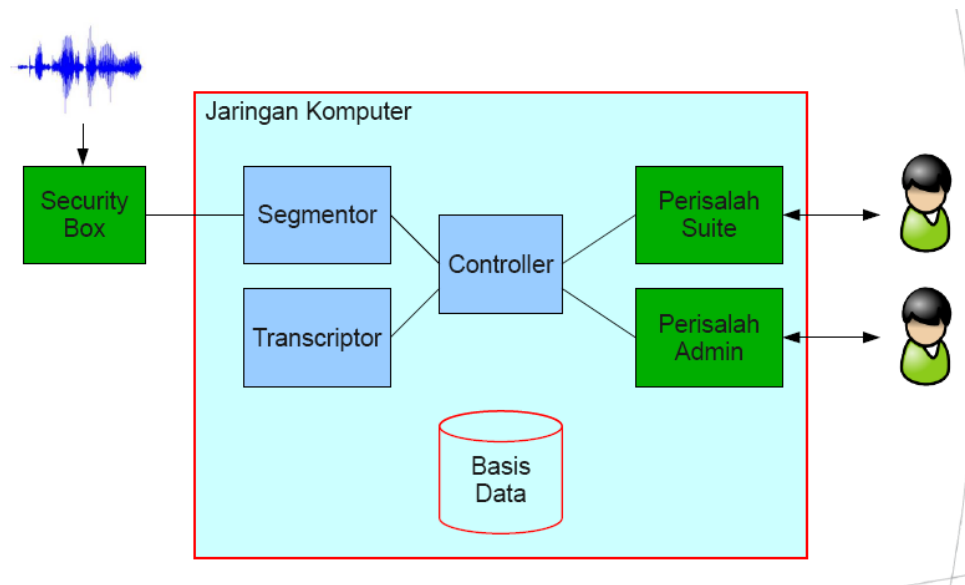 Jaringan Komputer
Security
Box
Segmentor
Transcriptor
Controller
Perisalah
Suite
Perisalah
Admin
Basis
Data